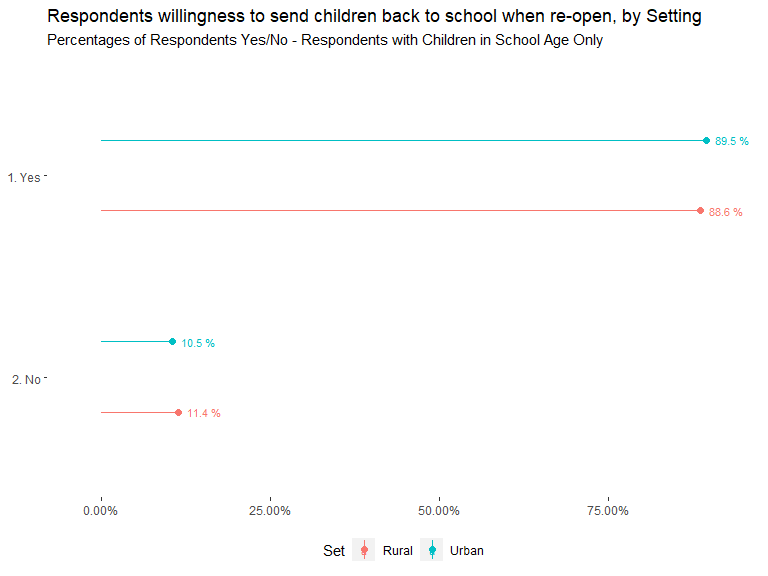 Respondents willingness to send children back to school when re-open, by Setting
Percentages of Respondents Yes/No - Respondents with Children in School Age Only
89.5 %
1. Yes
88.6 %
10.5 %
2. No
11.4 %
0.00% 25.00% 50.00% 75.00%
Set Rural Urban